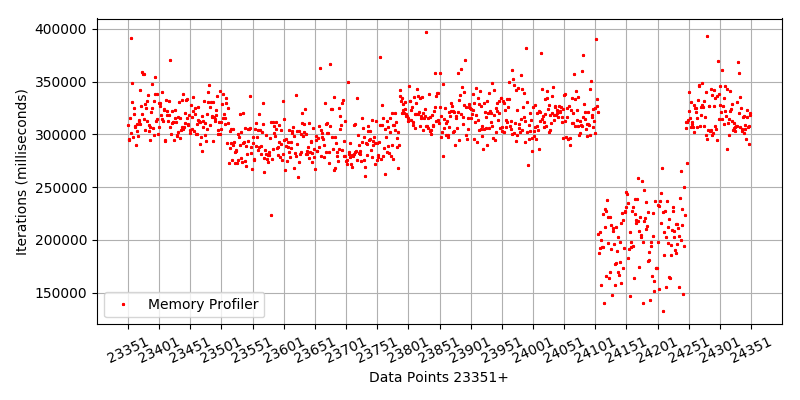 400000
350000
300000
250000
200000
150000
Iterations (milliseconds)
Memory Profiler
23351 23401 23451 23501 23551 23601 23651 23701 23751 23801 23851 23901 23951 24001 24051 24101 24151 24201 24251 24301 24351
Data Points 23351+